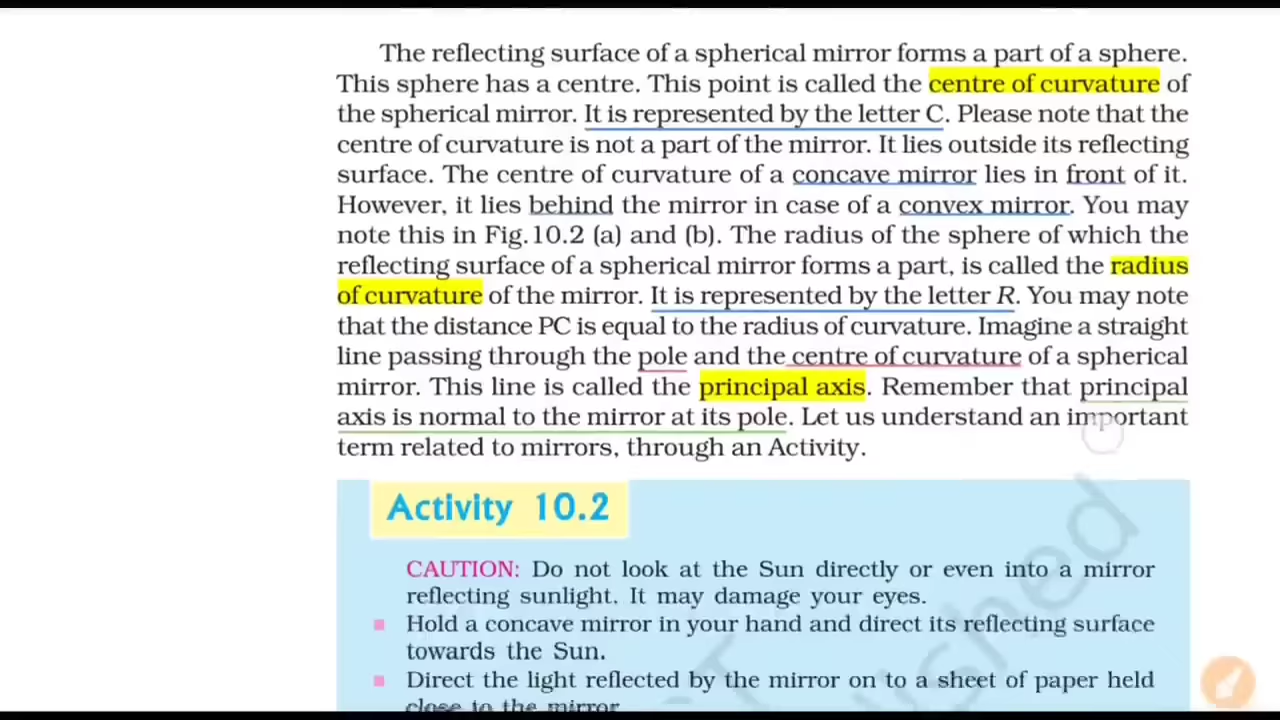 The reflecting surface of a spherical mirror forms a part of a sphere.
This sphere has a centre. This point is called the centre of curvature of
the spherical mirror. It is represented by the letter C. Please note that the
centre of curvature is not a part of the mirror. It lies outside its reflecting
surface. The centre of curvature of a concave mirror lies in front of it.
However, it lies behind the mirror in case of a convex mirror. You may
note this in Fig.10.2 (a) and (b). The radius of the sphere of which the
reflecting surface of a spherical mirror forms a part, is called the radius
of curvature of the mirror. It is represented by the letter R. You may note
that the distance PC is equal to the radius of curvature. Imagine a straight
line passing through the pole and the centre of curvature of a spherical
mirror. This line is called the principal axis. Remember that principal
axis is normal to the mirror at its pole. Let us understand an important
term related to mirrors, through an Activity.
Activity 10.2
CAUTION: Do not look at the Sun directly or even into a mirror
reflecting sunlight. It may damage your eyes.
Hold a concave mirror in your hand and direct its reflecting surface
towards the Sun.
Direct the light reflected by the mirror on to a sheet of paper held
close to the mirror.